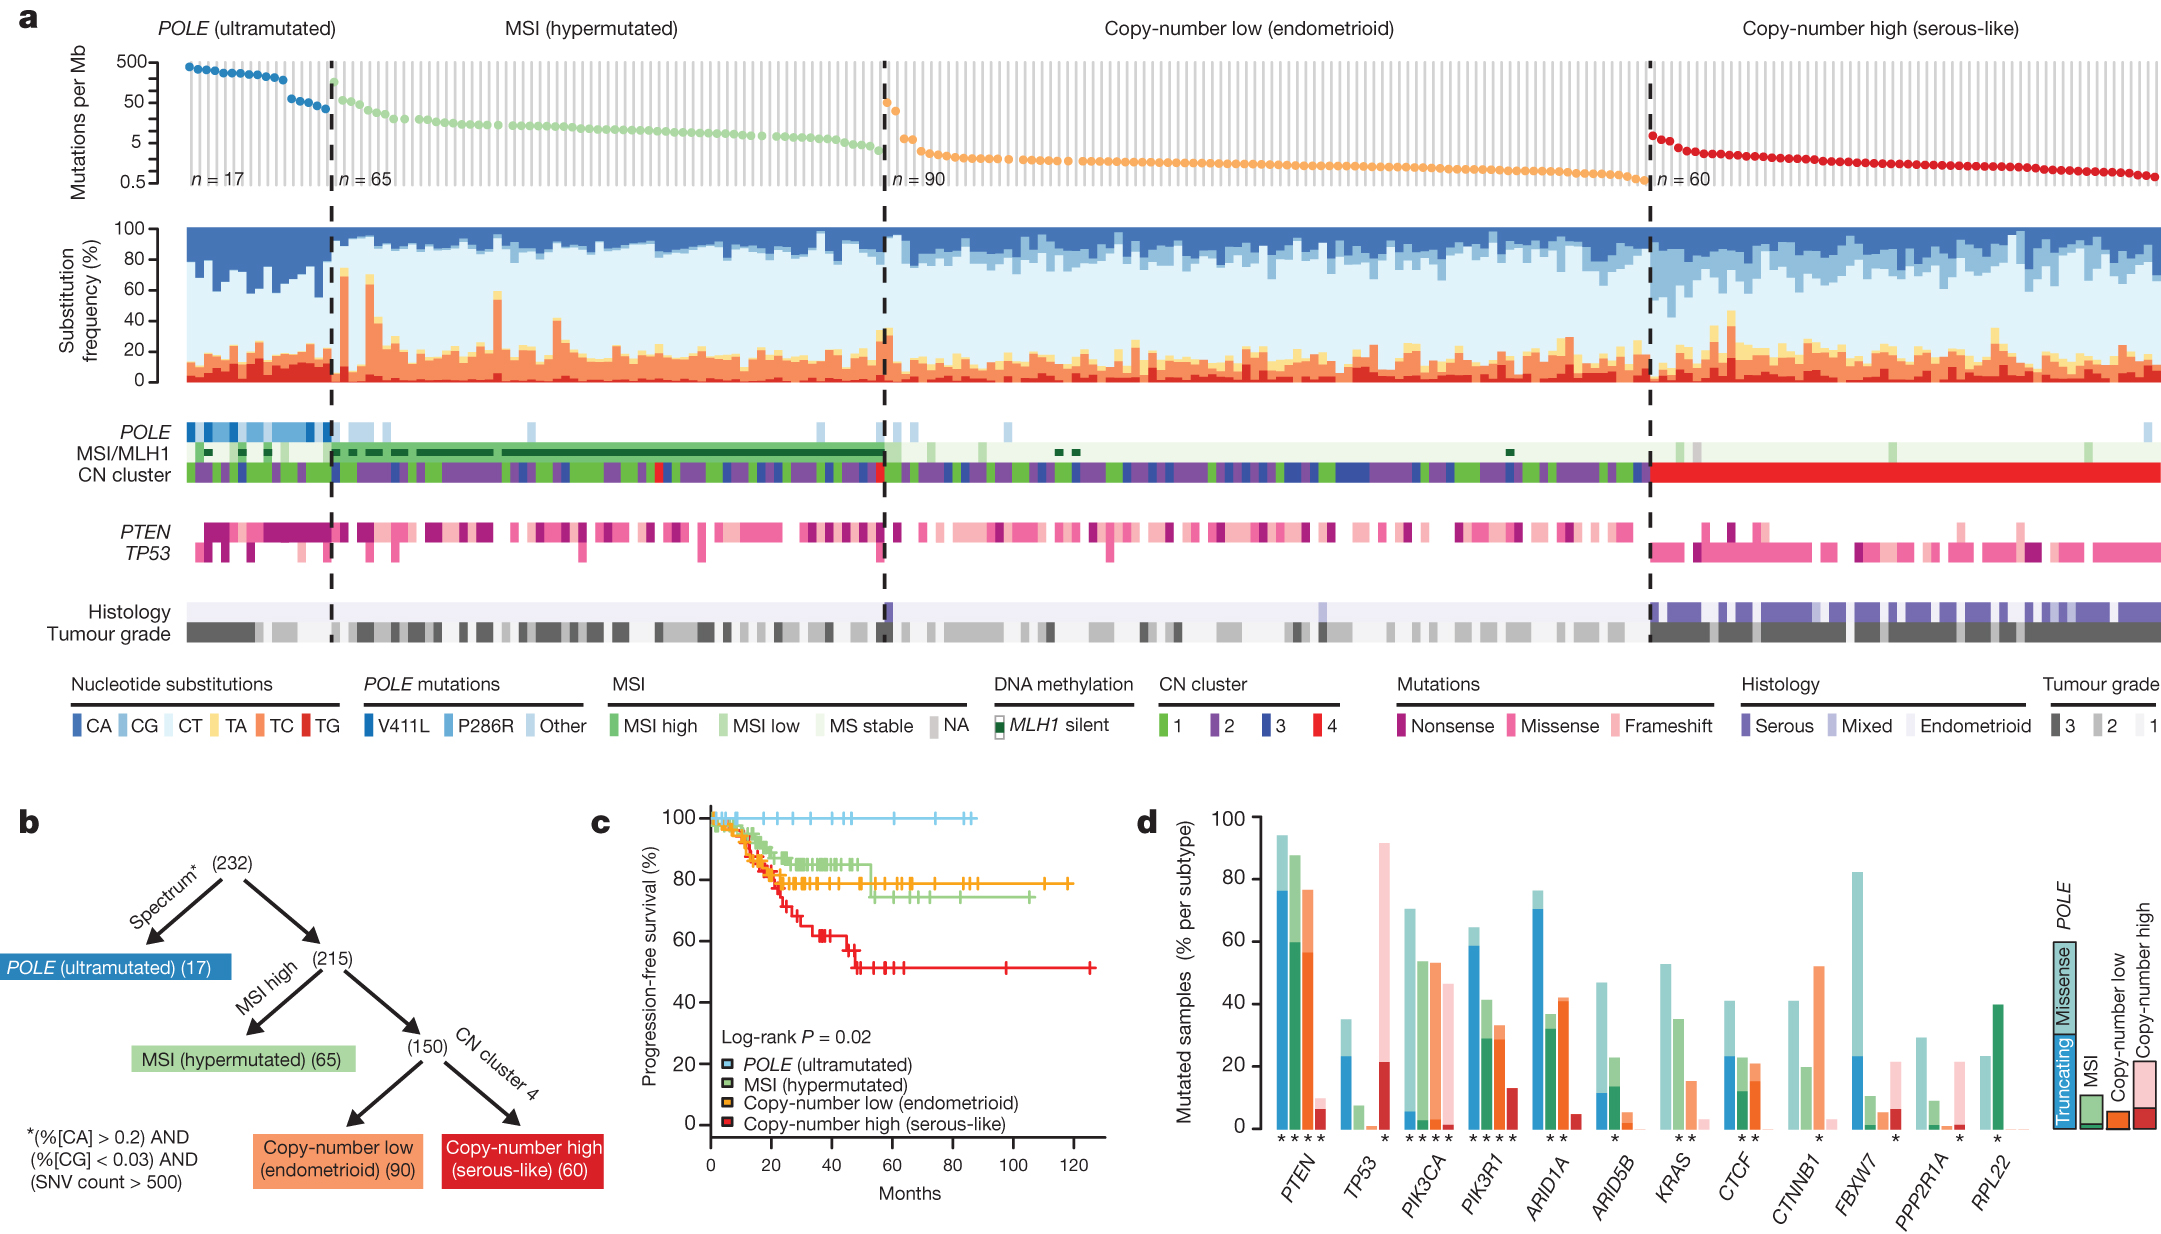 a
POLE (ultramutated)
MSI (hypermutated)
Copy-number low (endometrioid)
Copy-number high (serous-like)
Mutations per Mb
500
50
5
0.5
n = 17
n = 65
n = 90
n = 60
Substitution
frequency (%)
100
80
60
40
20
0
POLE
MSI/MLH1
CN cluster
PTEN
TP53
Histology
Tumour grade
Nucleotide substitutions
CA CG CT TA TC TG
POLE mutations
V411L P286R Other
MSI
MSI high MSI low MS stable NA
DNA methylation
MLH1 silent
CN cluster
1 2 3 4
Mutations
Nonsense Missense Frameshift
Histology
Serous Mixed Endometrioid
Tumour grade
3 2 1
b
(232)
Spectrum*
POLE (ultramutated) (17)
(215)
MSI high
MSI (hypermutated) (65)
(150)
CN cluster 4
Copy-number low
(endometrioid) (90)
Copy-number high
(serous-like) (60)
*(%[CA] > 0.2) AND
(%[CG] < 0.03) AND
(SNV count > 500)
c
Progression-free survival (%)
100
80
60
40
20
0
Log-rank P = 0.02
POLE (ultramutated)
MSI (hypermutated)
Copy-number low (endometrioid)
Copy-number high (serous-like)
0 20 40 60 80 100 120
Months
d
Mutated samples (% per subtype)
100
80
60
40
20
0
* * * * * * * * * * * * * * * * * * * * * * * *
PTEN
TP53
PIK3CA
PIK3R1
ARID1A
ARID5B
KRAS
CTCF
CTNNB1
FBXW7
PPP2R1A
RPL22
Truncating Missense POLE
MSI
Copy-number low
Copy-number high